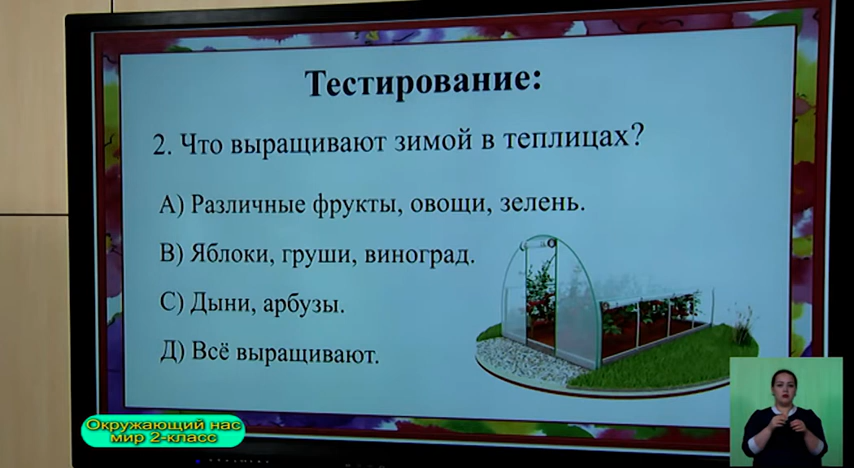 Тестирование:
2. Что выращивают зимой в теплицах?
А) Различные фрукты, овощи, зелень.
В) Яблоки, груши, виноград.
С) Дыни, арбузы.
Д) Всё выращивают.
Окружающий нас
мир 2-класс